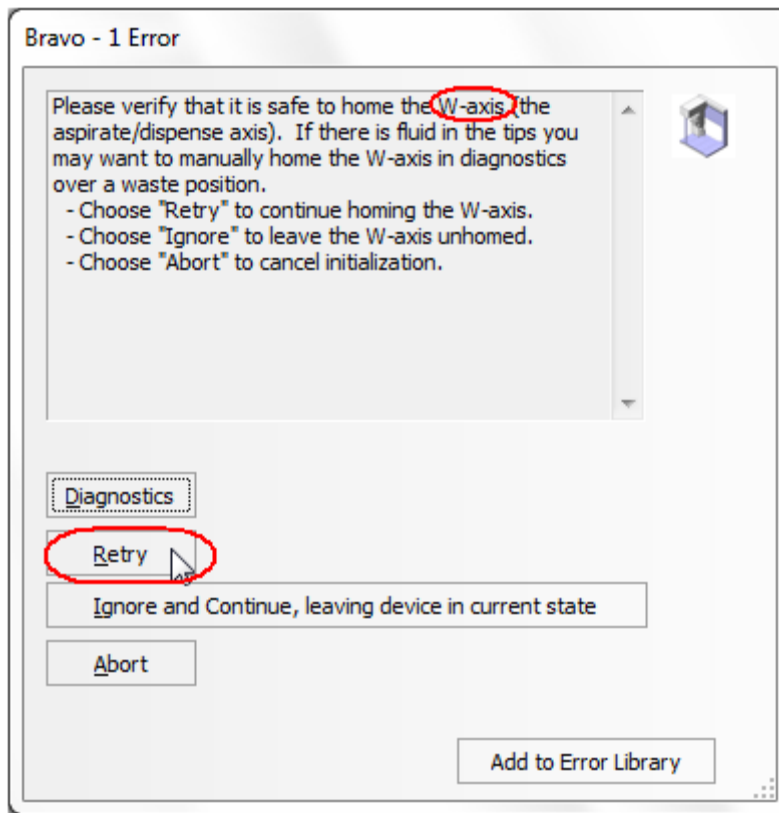 Bravo - 1 Error
Please verify that it is safe to home the W-axis (the
aspirate/dispense axis).  If there is fluid in the tips you
may want to manually home the W-axis in diagnostics
over a waste position.
- Choose "Retry" to continue homing the W-axis.
- Choose "Ignore" to leave the W-axis unhomed.
- Choose "Abort" to cancel initialization.
Diagnostics
Retry
Ignore and Continue, leaving device in current state
Abort
Add to Error Library